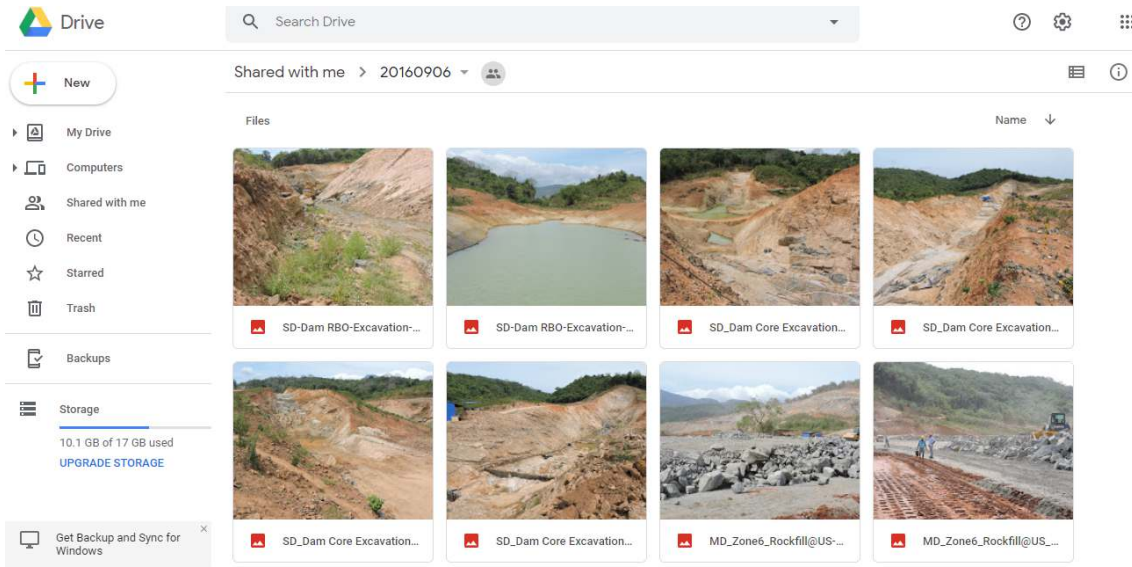 Drive
Search Drive
New
Shared with me > 20160906
My Drive
Computers
Shared with me
Recent
Starred
Trash
Backups
Storage
10.1 GB of 17 GB used
UPGRADE STORAGE
Get Backup and Sync for
Windows
×
Files
Name
SD-Dam RBO-Excavation-...
SD-Dam RBO-Excavation-...
SD_Dam Core Excavation...
SD_Dam Core Excavation...
SD_Dam Core Excavation...
SD_Dam Core Excavation...
MD_Zone6_Rockfill@US-...
MD_Zone6_Rockfill@US_...